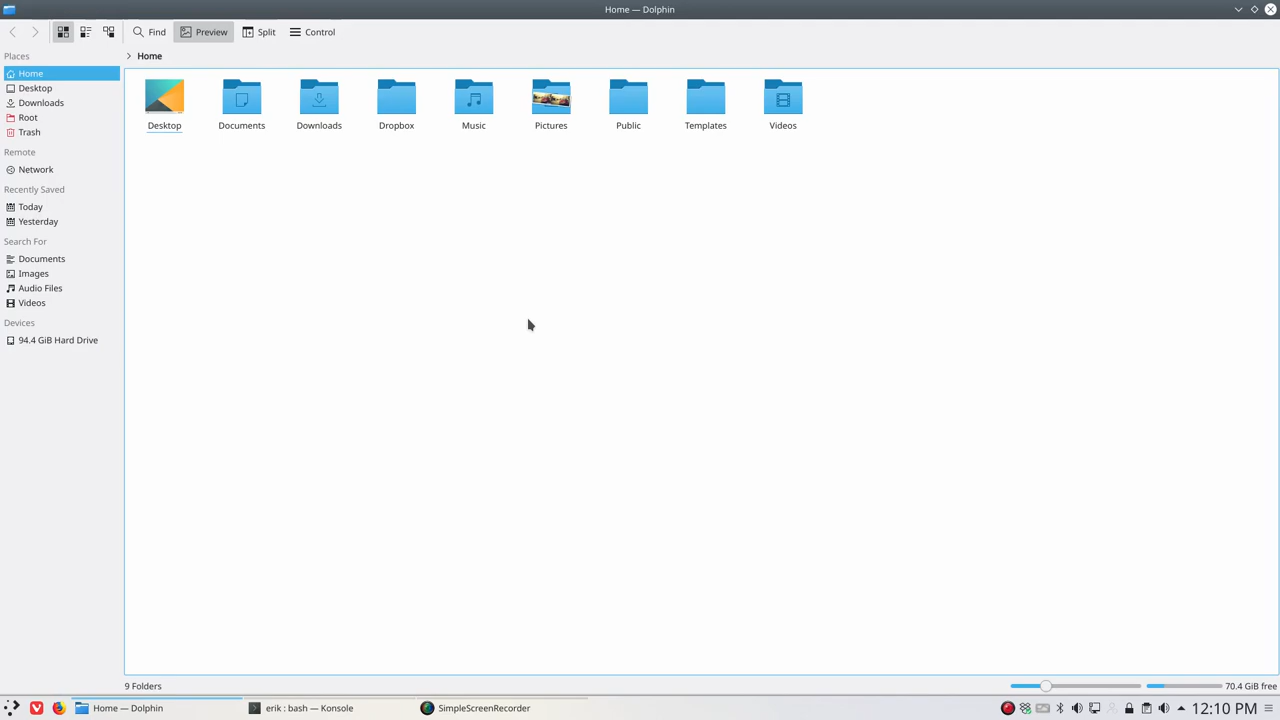 Home — Dolphin
Find Preview Split Control
Places
Home
Desktop
Downloads
Root
Trash
Remote
Network
Recently Saved
Today
Yesterday
Search For
Documents
Images
Audio Files
Videos
Devices
94.4 GiB Hard Drive
Home
Desktop Documents Downloads Dropbox Music Pictures Public Templates Videos
9 Folders 70.4 GiB free
Home — Dolphin erik : bash — Konsole SimpleScreenRecorder 12:10 PM